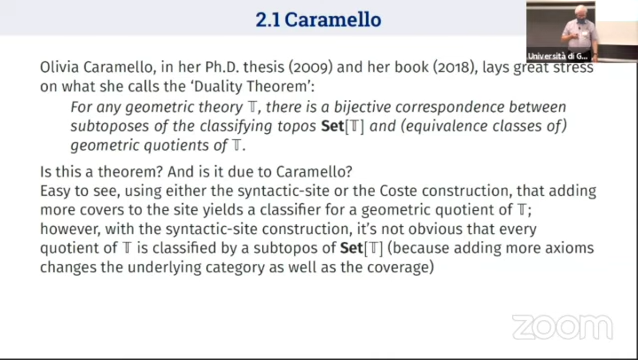 2.1 Caramello
Università di G...
Olivia Caramello, in her Ph.D. thesis (2009) and her book (2018), lays great stress
on what she calls the ‘Duality Theorem’:
For any geometric theory 𝕋, there is a bijective correspondence between
subtoposes of the classifying topos Set[𝕋] and (equivalence classes of)
geometric quotients of 𝕋.
Is this a theorem? And is it due to Caramello?
Easy to see, using either the syntactic-site or the Coste construction, that adding
more covers to the site yields a classifier for a geometric quotient of 𝕋;
however, with the syntactic-site construction, it’s not obvious that every
quotient of 𝕋 is classified by a subtopos of Set[𝕋] (because adding more axioms
changes the underlying category as well as the coverage)
zoom